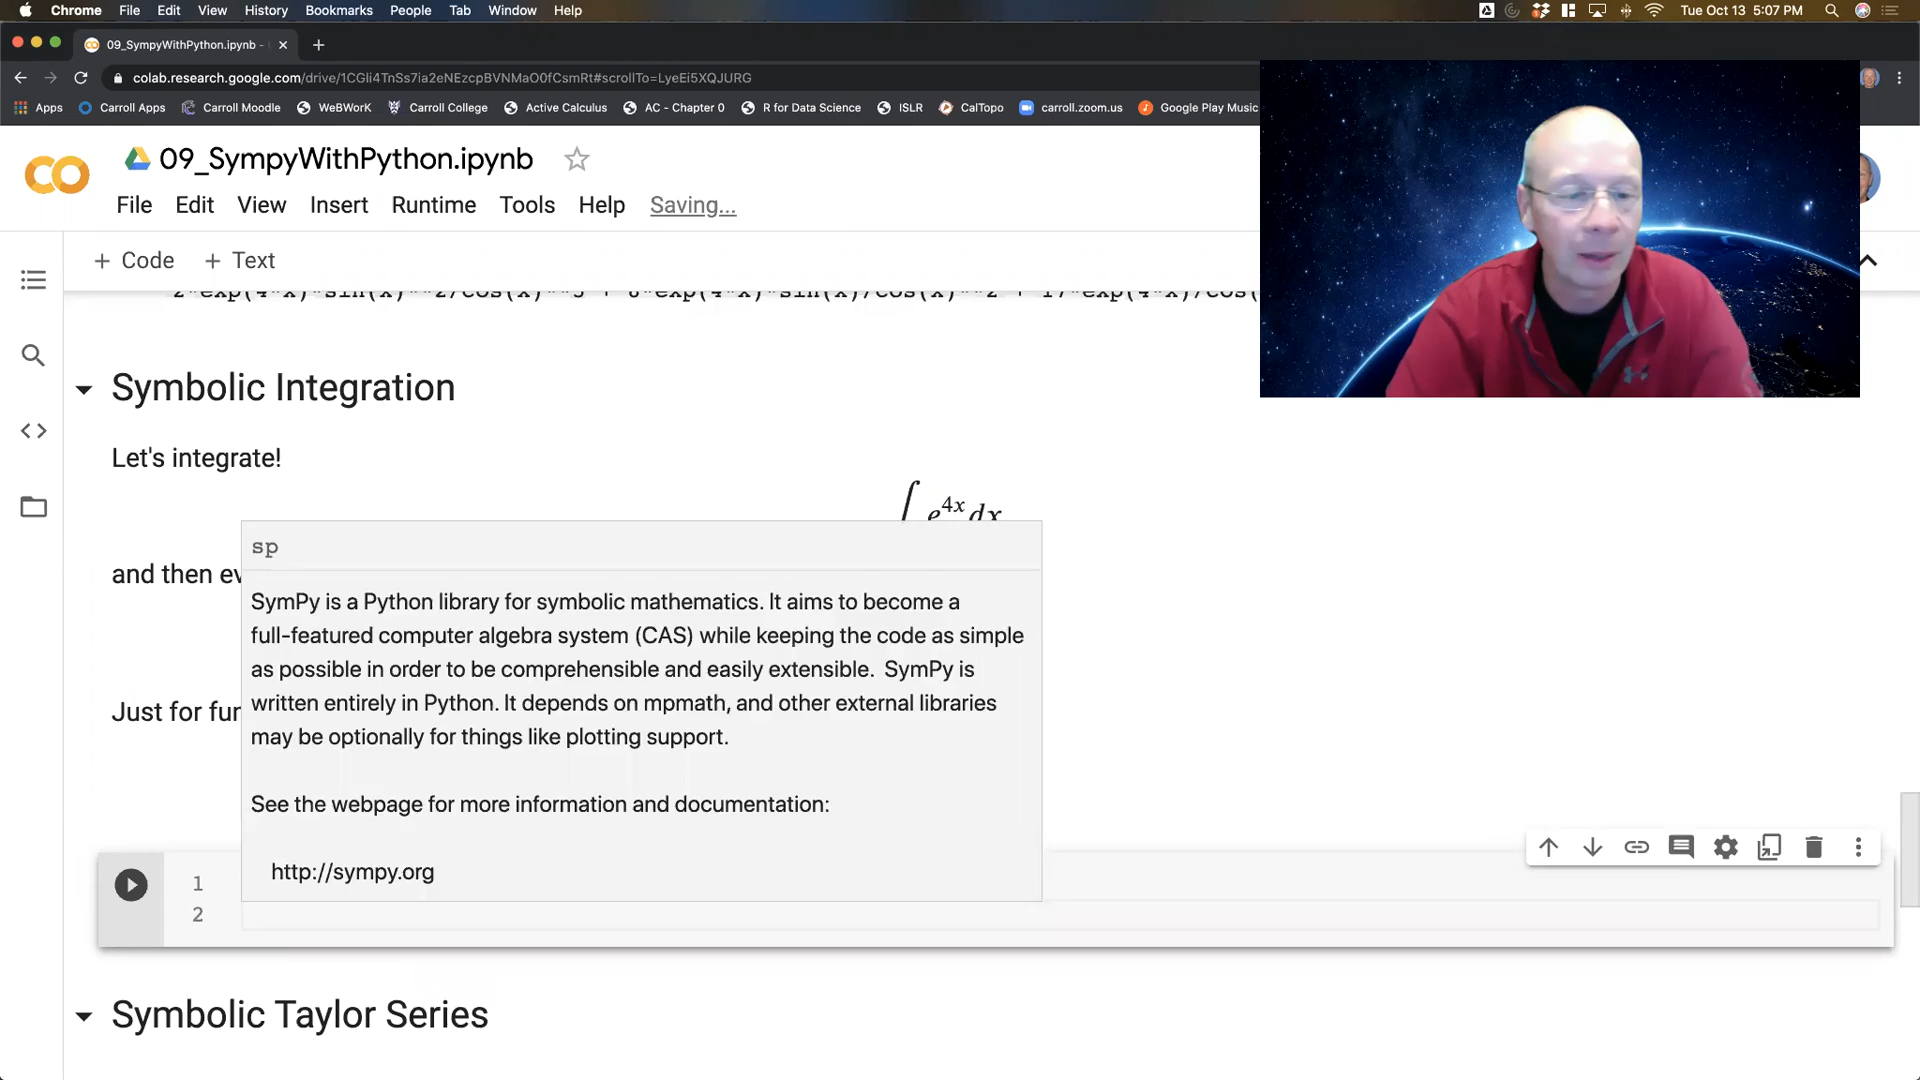 Chrome File Edit View History Bookmarks People Tab Window Help
Tue Oct 13 5:07 PM
09_SympyWithPython.ipynb -
colab.research.google.com/drive/1CGli4TnSs7ia2eNEzcpBVNMaO0fCsmRt#scrollTo=LyeEi5XQJURG
Apps Carroll Apps Carroll Moodle WeBWorK Carroll College Active Calculus AC - Chapter 0 R for Data Science ISLR CalTopo carroll.zoom.us Google Play Music
09_SympyWithPython.ipynb
File Edit View Insert Runtime Tools Help Saving...
+ Code + Text
Symbolic Integration
Let's integrate!
∫ e^4x dx
sp
and then ev
SymPy is a Python library for symbolic mathematics. It aims to become a
full-featured computer algebra system (CAS) while keeping the code as simple
as possible in order to be comprehensible and easily extensible. SymPy is
written entirely in Python. It depends on mpmath, and other external libraries
Just for fun
may be optionally for things like plotting support.
See the webpage for more information and documentation:
http://sympy.org
1
2
Symbolic Taylor Series